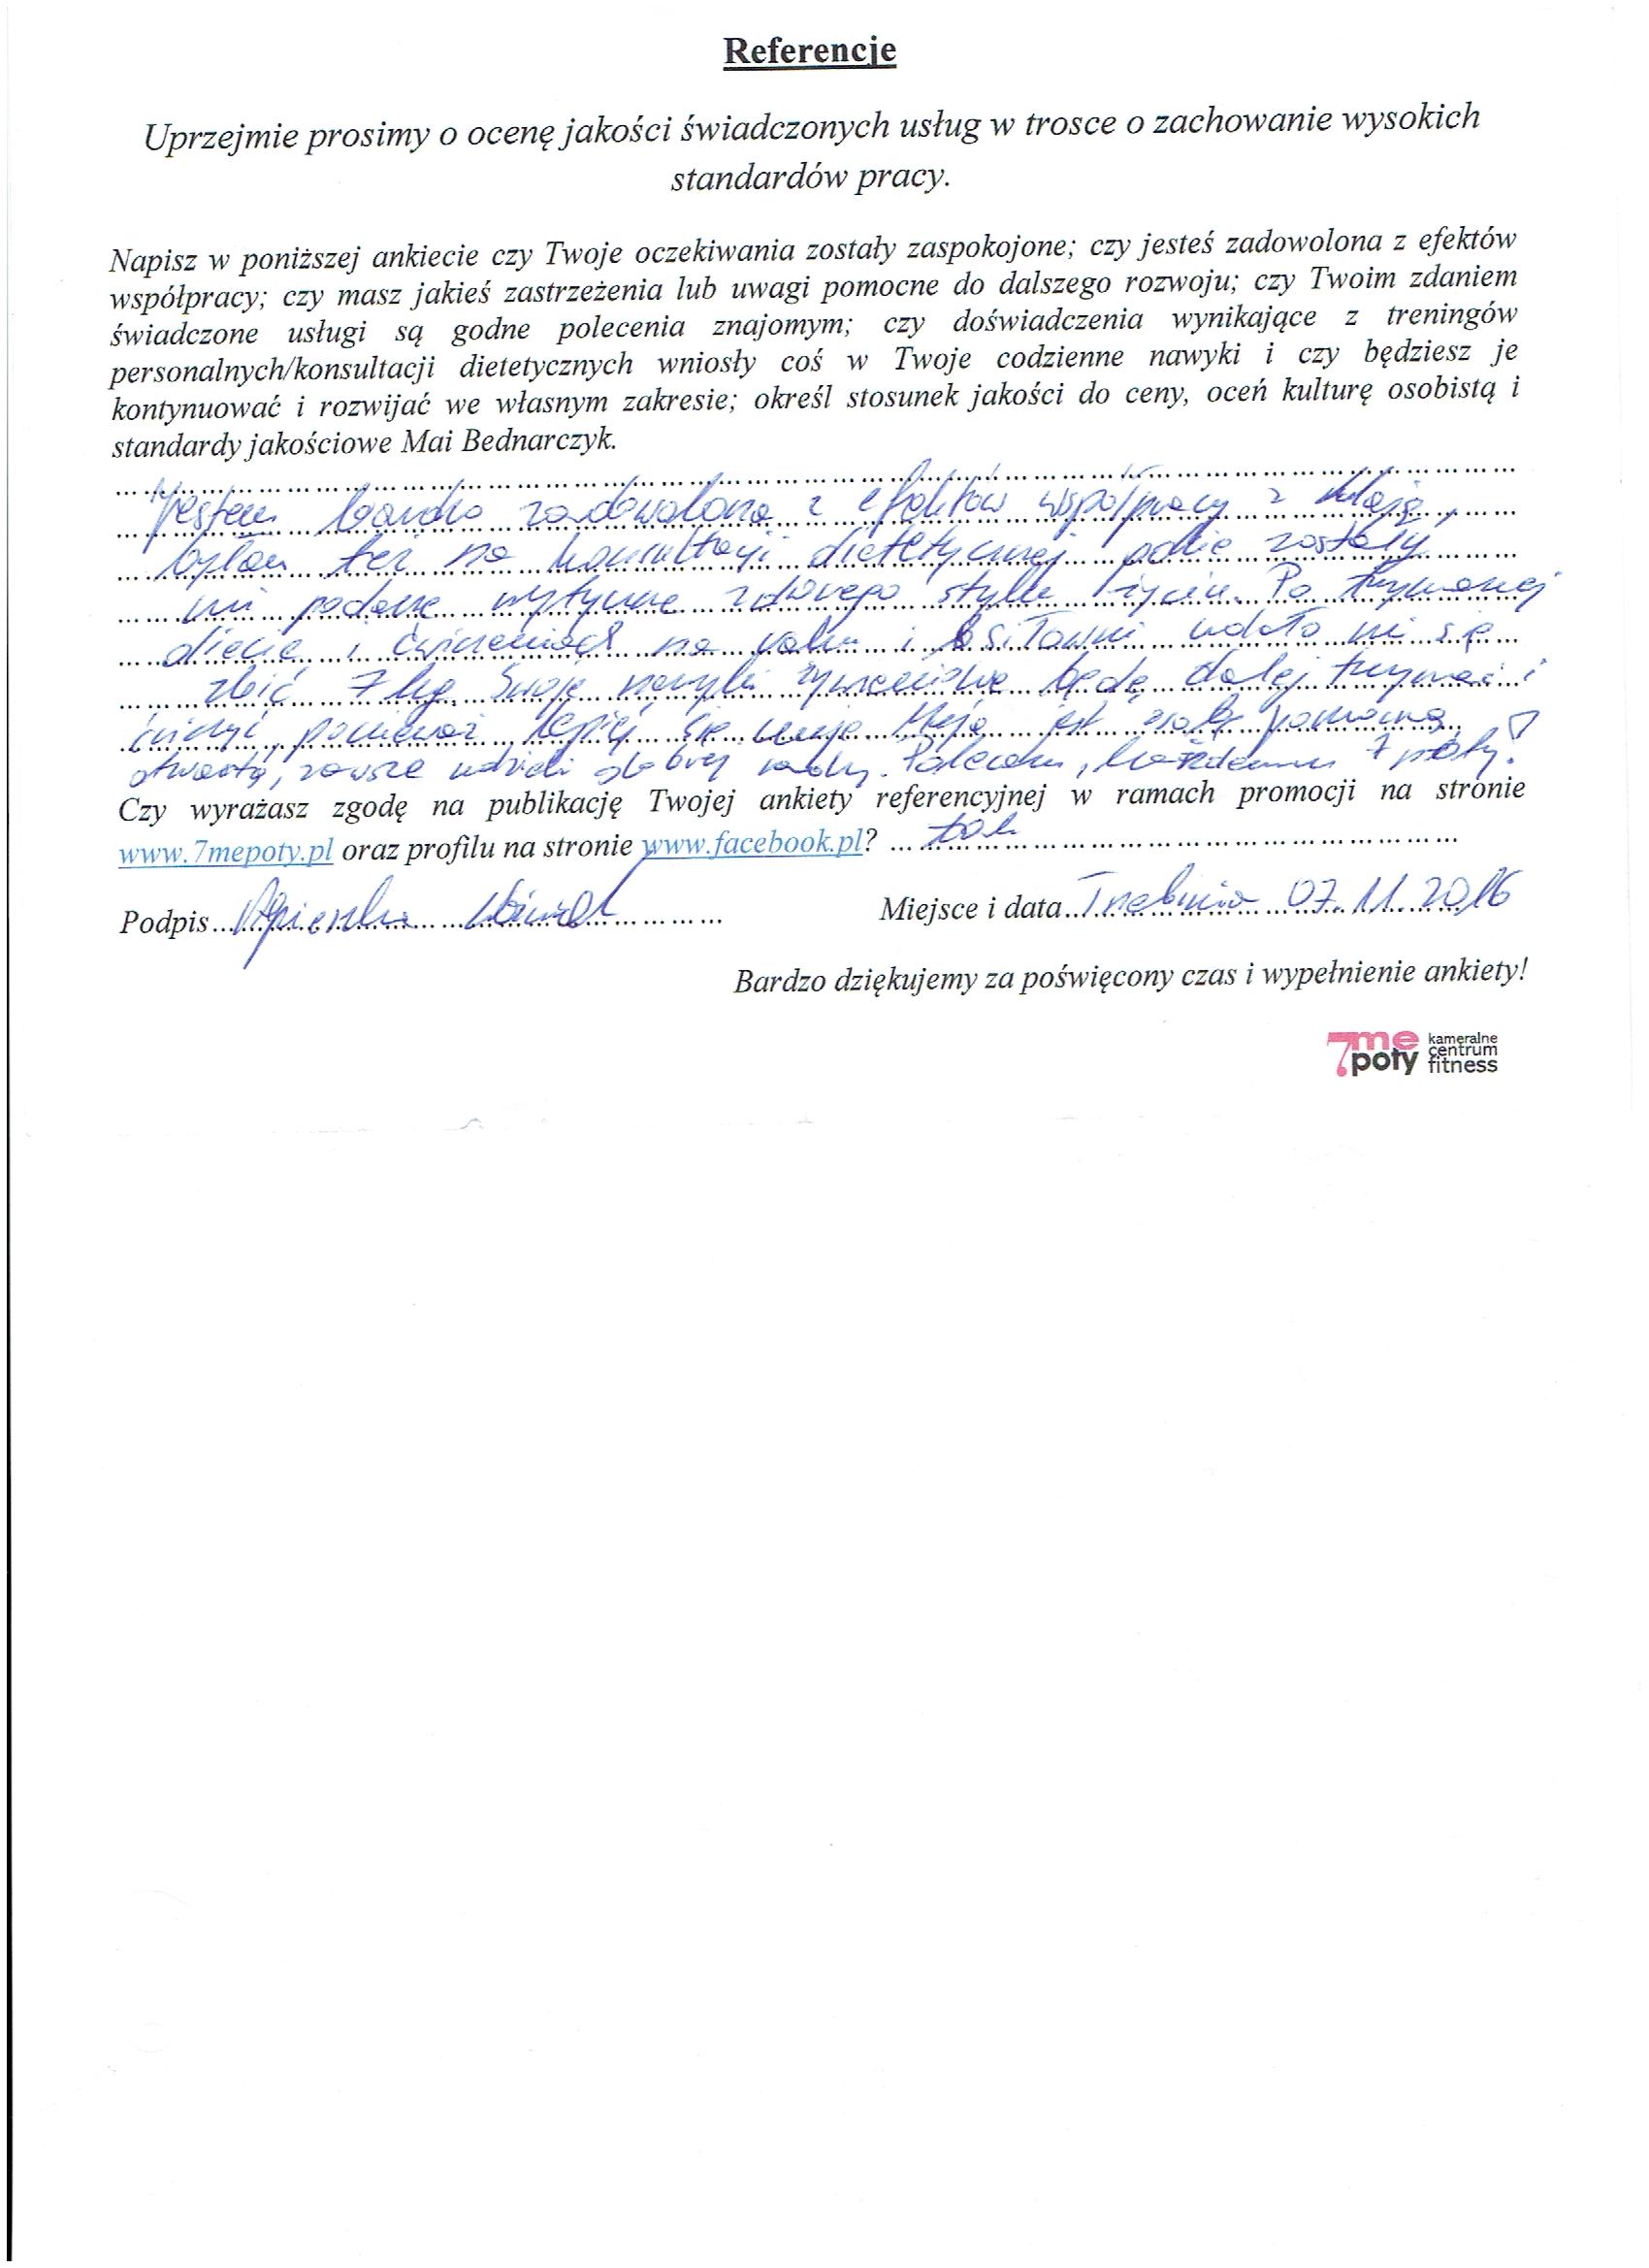 Referencje
Uprzejmie prosimy o ocenę jakości świadczonych usług w trosce o zachowanie wysokich
standardów pracy.
Napisz w poniższej ankiecie czy Twoje oczekiwania zostały zaspokojone; czy jesteś zadowolona z efektów
współpracy; czy masz jakieś zastrzeżenia lub uwagi pomocne do dalszego rozwoju; czy Twoim zdaniem
świadczone usługi są godne polecenia znajomym; czy doświadczenia wynikające z treningów
personalnych/konsultacji dietetycznych wniosły coś w Twoje codzienne nawyki i czy będziesz je
kontynuować i rozwijać we własnym zakresie; określ stosunek jakości do ceny, oceń kulturę osobistą i
standardy jakościowe Mai Bednarczyk.
Jestem bardzo zadowolona z efektów współpracy z Mają,
byłam też na konsultacji dietetycznej gdzie zostały
mi podane wytyczne zdrowego stylu życia. Po trzymanej
diecie i ćwiczeniach na vacu i siłowni udało mi się
zbić 7 kg. Swoje nawyki żywieniowe będę dalej trzymać i
ćwiczyć ponieważ lepiej się czuję. Maja jest osobą pomocną,
otwartą, zawsze udzieli dobrej rady. Polecam, każdemu 7 poty!
Czy wyrażasz zgodę na publikację Twojej ankiety referencyjnej w ramach promocji na stronie
www.7mepoty.pl oraz profilu na stronie www.facebook.pl? tak
Podpis Agnieszka Miejsce i data Trzebinia 07.11.2016
Bardzo dziękujemy za poświęcony czas i wypełnienie ankiety!
7me poty kameralne centrum fitness